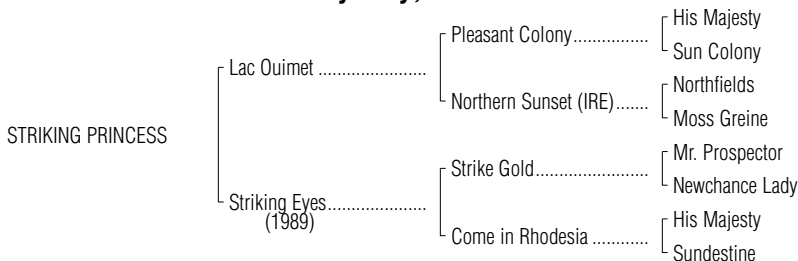 His Majesty
Pleasant Colony................
Sun Colony
Lac Ouimet .......................
Northfields
Northern Sunset (IRE).......
Moss Greine
STRIKING PRINCESS
Mr. Prospector
Strike Gold........................
Newchance Lady
Striking Eyes.....................
(1989)
His Majesty
Come in Rhodesia ............
Sundestine